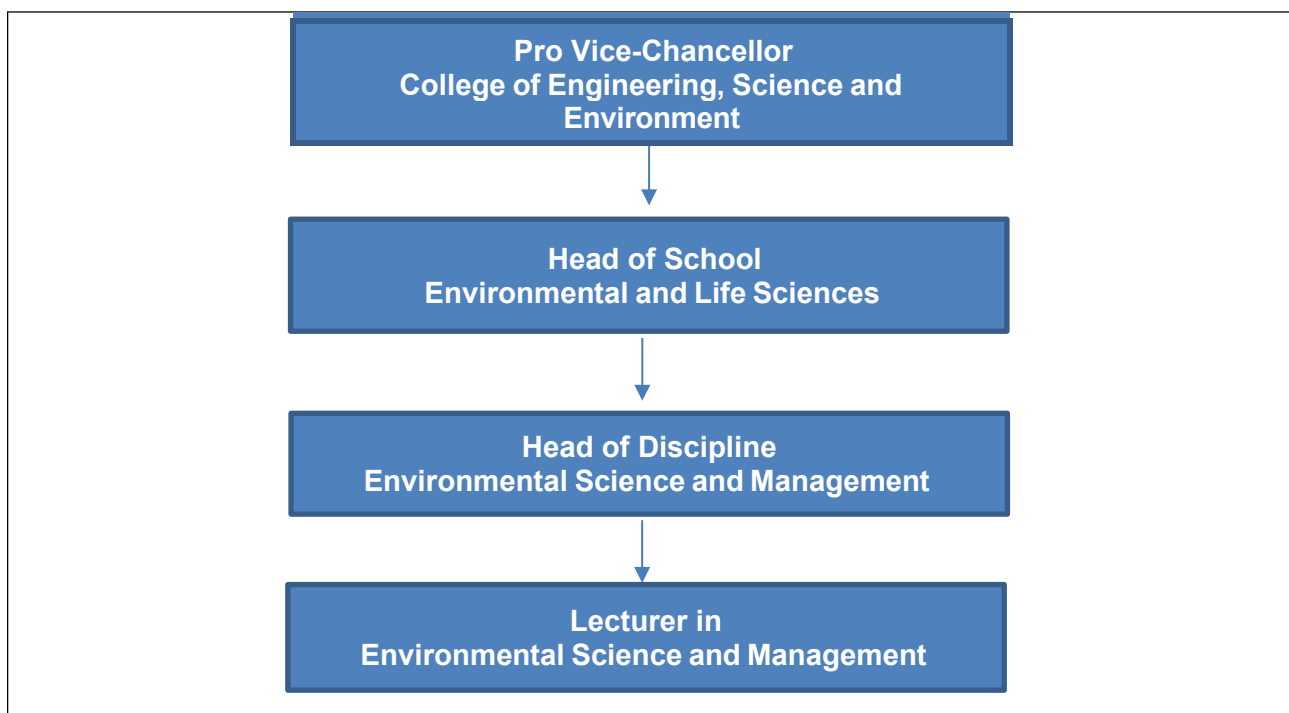 Pro Vice-Chancellor
College of Engineering, Science and
Environment
Head of School
Environmental and Life Sciences
Head of Discipline
Environmental Science and Management
Lecturer in
Environmental Science and Management